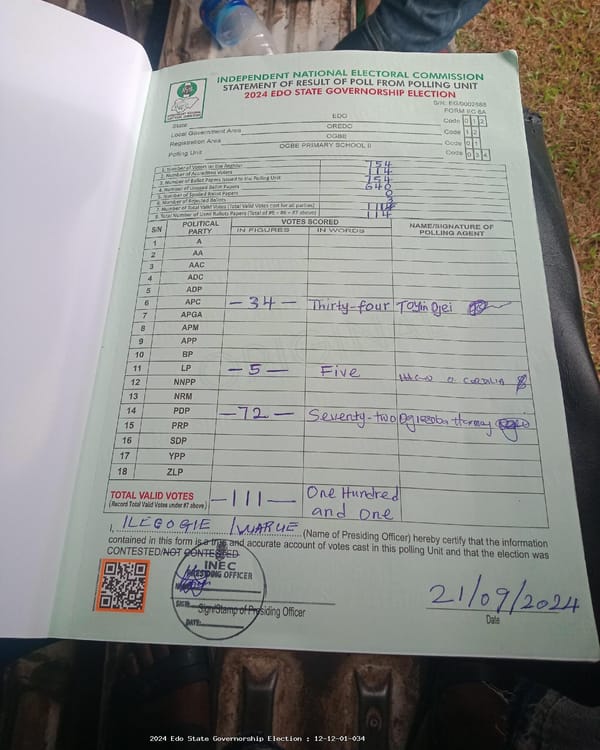 INDEPENDENT NATIONAL ELECTORAL COMMISSION
STATEMENT OF RESULT OF POLL FROM POLLING UNIT
2024 EDO STATE GOVERNORSHIP ELECTION
S/N: EG/0002588
FORM EC 8A
State EDO Code 0 1 2
Local Government Area OREDO Code 1 2
Registration Area OGBE Code 0 1
Polling Unit OGBE PRIMARY SCHOOL II Code 0 3 4
1. Number of Voters on the Register 754
2. Number of Accredited Voters 114
3. Number of Ballot Papers Issued to the Polling Unit 754
4. Number of Unused Ballot Papers 640
5. Number of Spoiled Ballot Papers 0
6. Number of Rejected Ballots 3
7. Number of Total Valid Votes (Total Valid Votes cast for all parties)
8. Total Number of Used Ballots Papers (Total of #5 + #6 + #7 above) 114
S/N POLITICAL PARTY VOTES SCORED NAME/SIGNATURE OF POLLING AGENT
IN FIGURES IN WORDS
1 A
2 AA
3 AAC
4 ADC
5 ADP
6 APC -34- Thirty-four Toyin Ojei
7 APGA
8 APM
9 APP
10 BP
11 LP -5- Five
12 NNPP
13 NRM
14 PDP -72- Seventy-two
15 PRP
16 SDP
17 YPP
18 ZLP
TOTAL VALID VOTES -111- One Hundred
(Record Total Valid Votes under #7 above) and one
I, ILEGOGIE (Name of Presiding Officer) hereby certify that the information
contained in this form is a true and accurate account of votes cast in this polling Unit and that the election was
CONTESTED/NOT CONTESTED
INEC
PRESIDING OFFICER
SIGN
Sign/Stamp of Presiding Officer
DATE:
21/09/2024
Date
2024 Edo State Governorship Election : 12-12-01-034